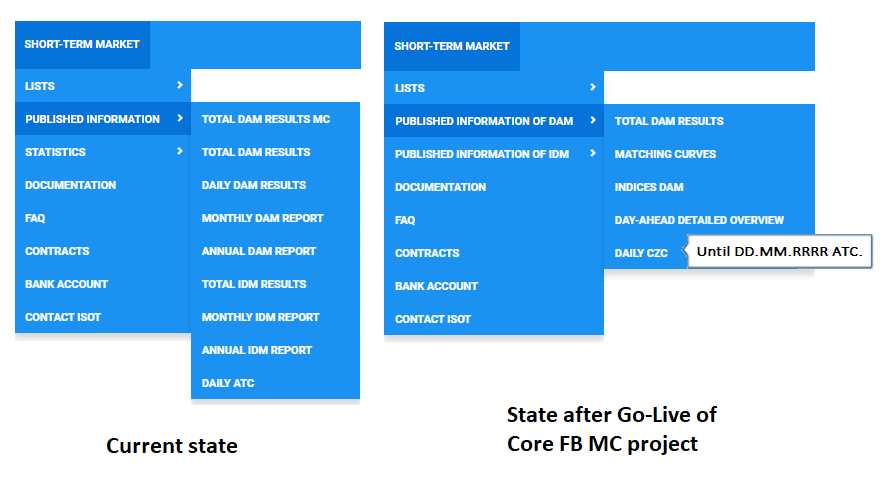 SHORT-TERM MARKET
LISTS
PUBLISHED INFORMATION
STATISTICS
DOCUMENTATION
FAQ
CONTRACTS
BANK ACCOUNT
CONTACT ISOT
TOTAL DAM RESULTS MC
TOTAL DAM RESULTS
DAILY DAM RESULTS
MONTHLY DAM REPORT
ANNUAL DAM REPORT
TOTAL IDM RESULTS
MONTHLY IDM REPORT
ANNUAL IDM REPORT
DAILY ATC
Current state
SHORT-TERM MARKET
LISTS
PUBLISHED INFORMATION OF DAM
PUBLISHED INFORMATION OF IDM
DOCUMENTATION
FAQ
CONTRACTS
BANK ACCOUNT
CONTACT ISOT
TOTAL DAM RESULTS
MATCHING CURVES
INDICES DAM
DAY-AHEAD DETAILED OVERVIEW
DAILY CZC
Until DD.MM.RRRR ATC.
State after Go-Live of
Core FB MC project